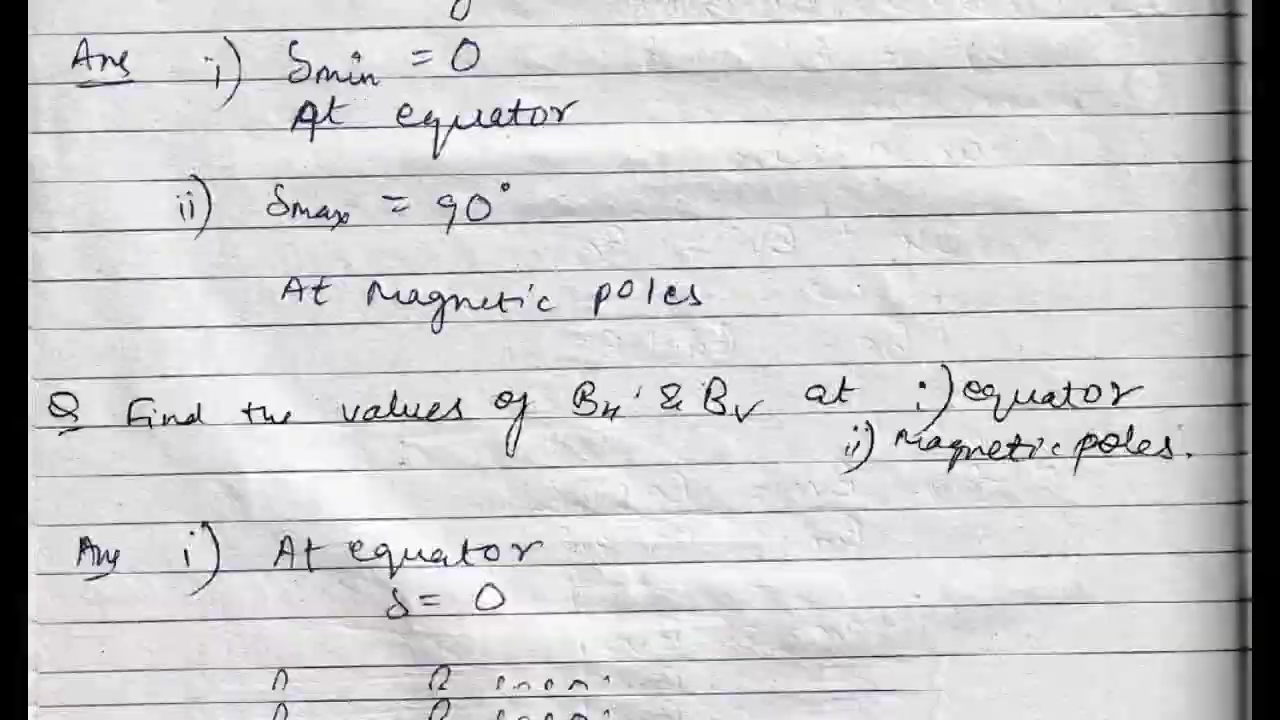 Ans i) δmin = 0
At equator
ii) δmax = 90°
At Magnetic poles
Q Find the values of BH & BV at i) equator
ii) Magnetic poles.
Ans i) At equator
δ = 0